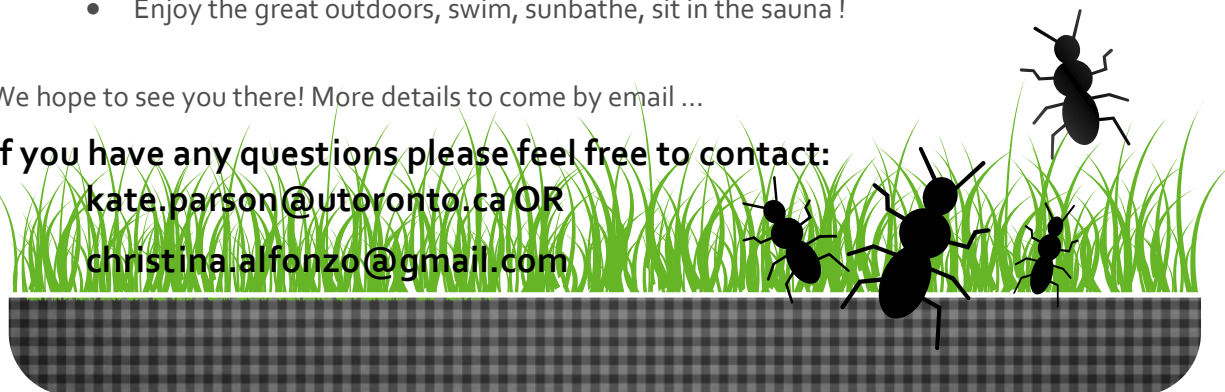 • Enjoy the great outdoors, swim, sunbathe, sit in the sauna !
We hope to see you there! More details to come by email ...
f you have any questions please feel free to contact:
kate.parson@utoronto.ca OR
christina.alfonzo@gmail.com